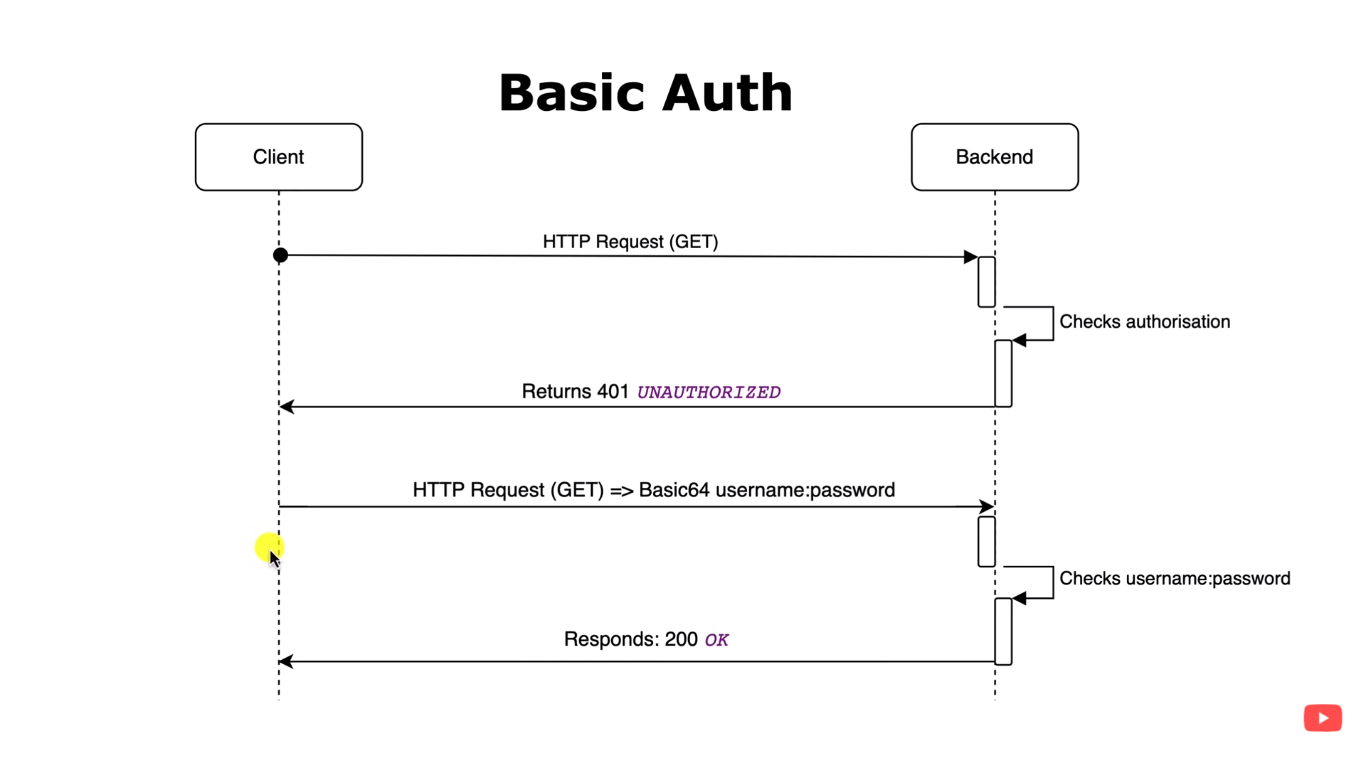 Basic Auth
Client
Backend
HTTP Request (GET)
Checks authorisation
Returns 401 UNAUTHORIZED
HTTP Request (GET) => Basic64 username:password
Checks username:password
Responds: 200 OK